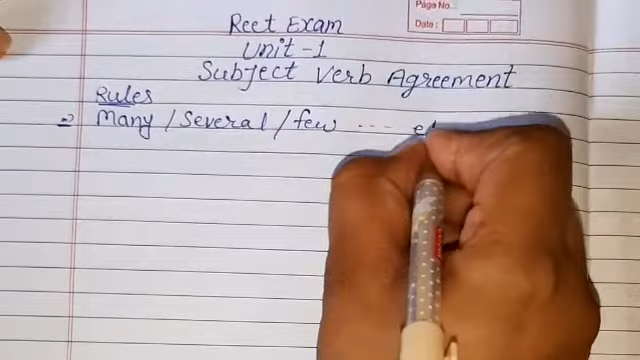 Page No.
Date :
Reet Exam
Unit - 1
Subject Verb Agreement
Rules
⇒ Many / Several / few ....